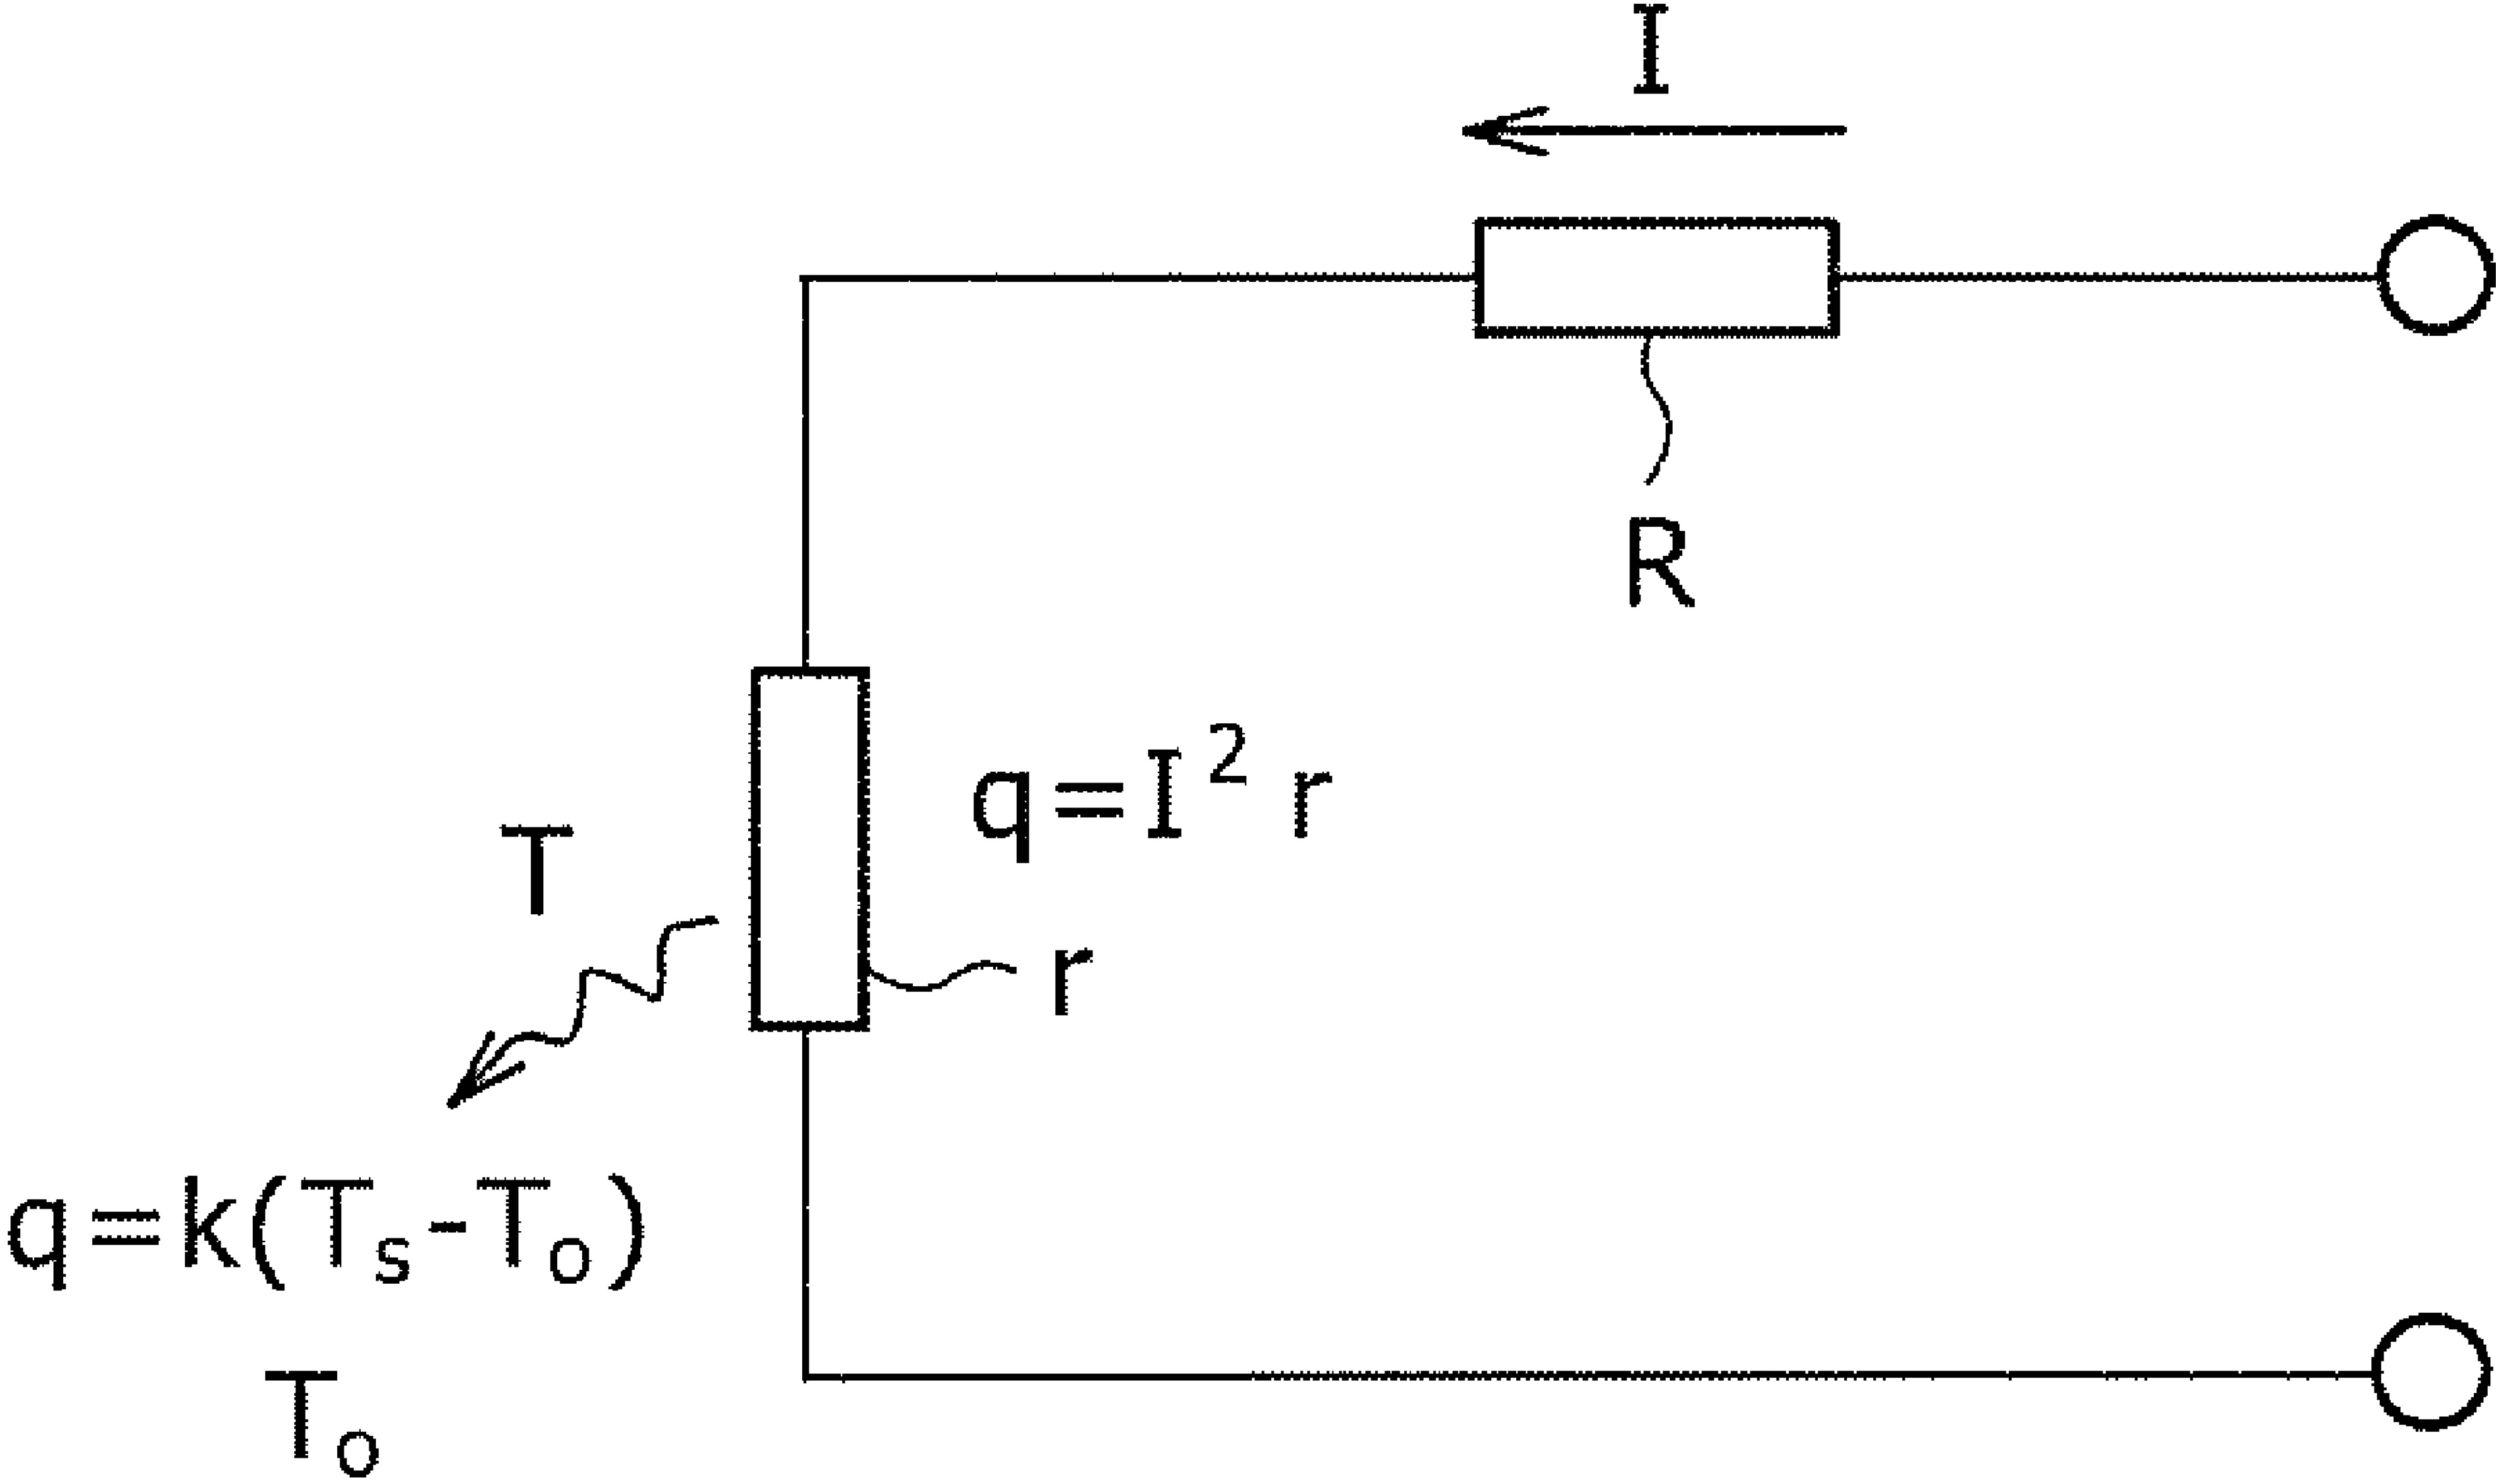 I
R
q=I² r
T
r
q=k(Tₛ-Tₒ)
Tₒ